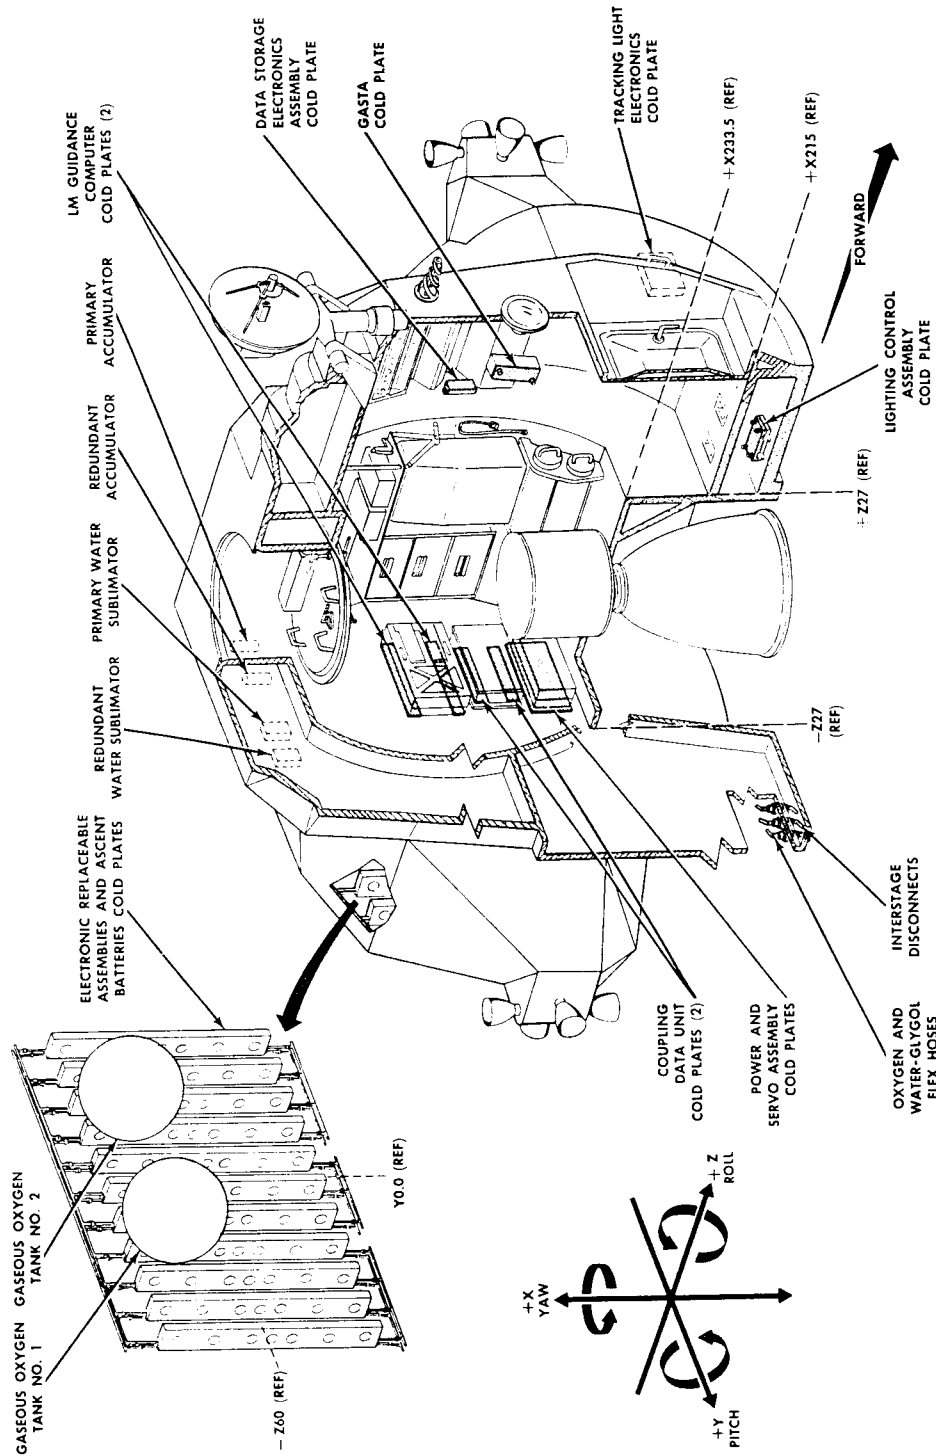 GASEOUS OXYGEN
TANK NO. 1
GASEOUS OXYGEN
TANK NO. 2
ELECTRONIC REPLACEABLE
ASSEMBLIES AND ASCENT
BATTERIES COLD PLATES
REDUNDANT
WATER SUBLIMATOR
PRIMARY WATER
SUBLIMATOR
REDUNDANT
ACCUMULATOR
PRIMARY
ACCUMULATOR
LM GUIDANCE
COMPUTER
COLD PLATES (2)
DATA STORAGE
ELECTRONICS
ASSEMBLY
COLD PLATE
GASTA
COLD PLATE
TRACKING LIGHT
ELECTRONICS
COLD PLATE
+X233.5 (REF)
+X215 (REF)
FORWARD
LIGHTING CONTROL
ASSEMBLY
COLD PLATE
+Z27 (REF)
-Z27
(REF)
INTERSTAGE
DISCONNECTS
OXYGEN AND
WATER-GLYGOL
FLEX HOSES
POWER AND
SERVO ASSEMBLY
COLD PLATES
COUPLING
DATA UNIT
COLD PLATES (2)
Y0.0 (REF)
-Z60 (REF)
+X
YAW
+Z
ROLL
+Y
PITCH